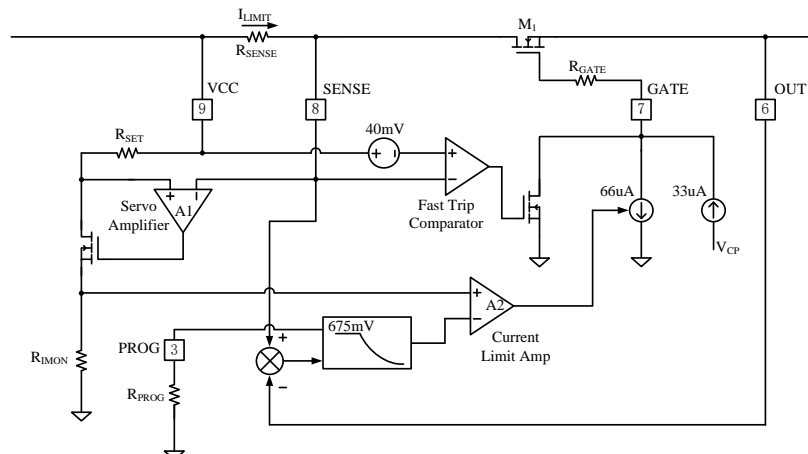 I_LIMIT
M₁
R_SENSE
R_GATE
VCC
SENSE
GATE
OUT
9
8
7
6
R_SET
40mV
+
−
+
−
66uA
33uA
+
−
Servo
Amplifier
A1
Fast Trip
Comparator
V_CP
+
−
A2
675mV
Current
Limit Amp
PROG
3
+
−
R_IMON
R_PROG